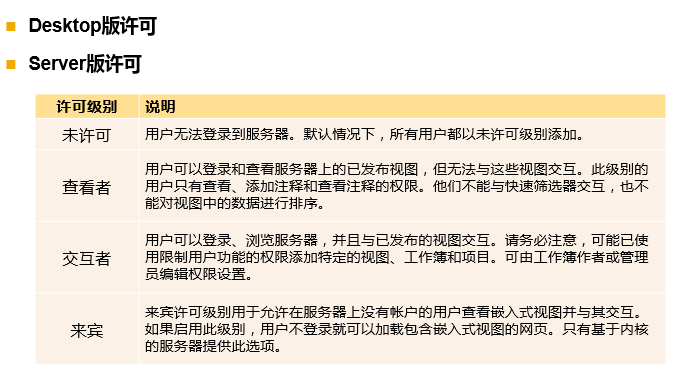 Desktop版许可
Server版许可
许可级别 说明
未许可 用户无法登录到服务器。默认情况下，所有用户都以未许可级别添加。
查看者
用户可以登录和查看服务器上的已发布视图，但无法与这些视图交互。此级别的
用户只有查看、添加注释和查看注释的权限。他们不能与快速筛选器交互，也不
能对视图中的数据进行排序。
交互者
用户可以登录、浏览服务器，并且与已发布的视图交互。请务必注意，可能已使
用限制用户功能的权限添加特定的视图、工作簿和项目。可由工作簿作者或管理
员编辑权限设置。
来宾
来宾许可级别用于允许在服务器上没有帐户的用户查看嵌入式视图并与其交互。
如果启用此级别，用户不登录就可以加载包含嵌入式视图的网页。只有基于内核
的服务器提供此选项。